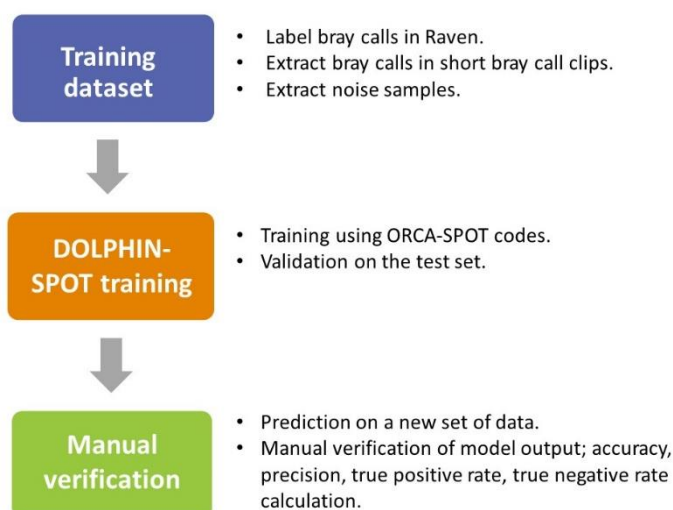 Training
dataset
• Label bray calls in Raven.
• Extract bray calls in short bray call clips.
• Extract noise samples.
DOLPHIN-
SPOT training
• Training using ORCA-SPOT codes.
• Validation on the test set.
Manual
verification
• Prediction on a new set of data.
• Manual verification of model output; accuracy,
precision, true positive rate, true negative rate
calculation.